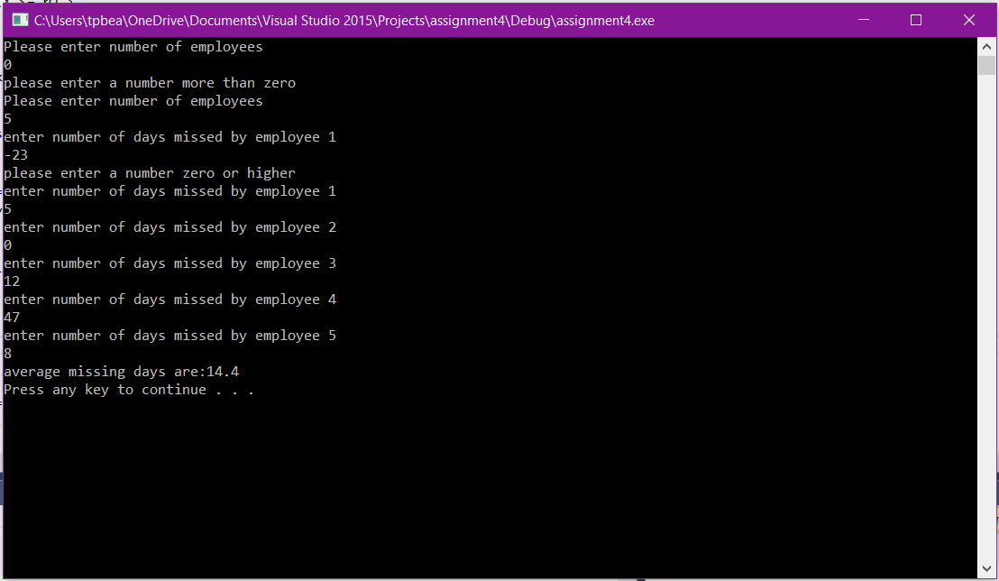 C:\Users\tpbea\OneDrive\Documents\Visual Studio 2015\Projects\assignment4\Debug\assignment4.exe
Please enter number of employees
0
please enter a number more than zero
Please enter number of employees
5
enter number of days missed by employee 1
-23
please enter a number zero or higher
enter number of days missed by employee 1
5
enter number of days missed by employee 2
0
enter number of days missed by employee 3
12
enter number of days missed by employee 4
47
enter number of days missed by employee 5
8
average missing days are:14.4
Press any key to continue . . .